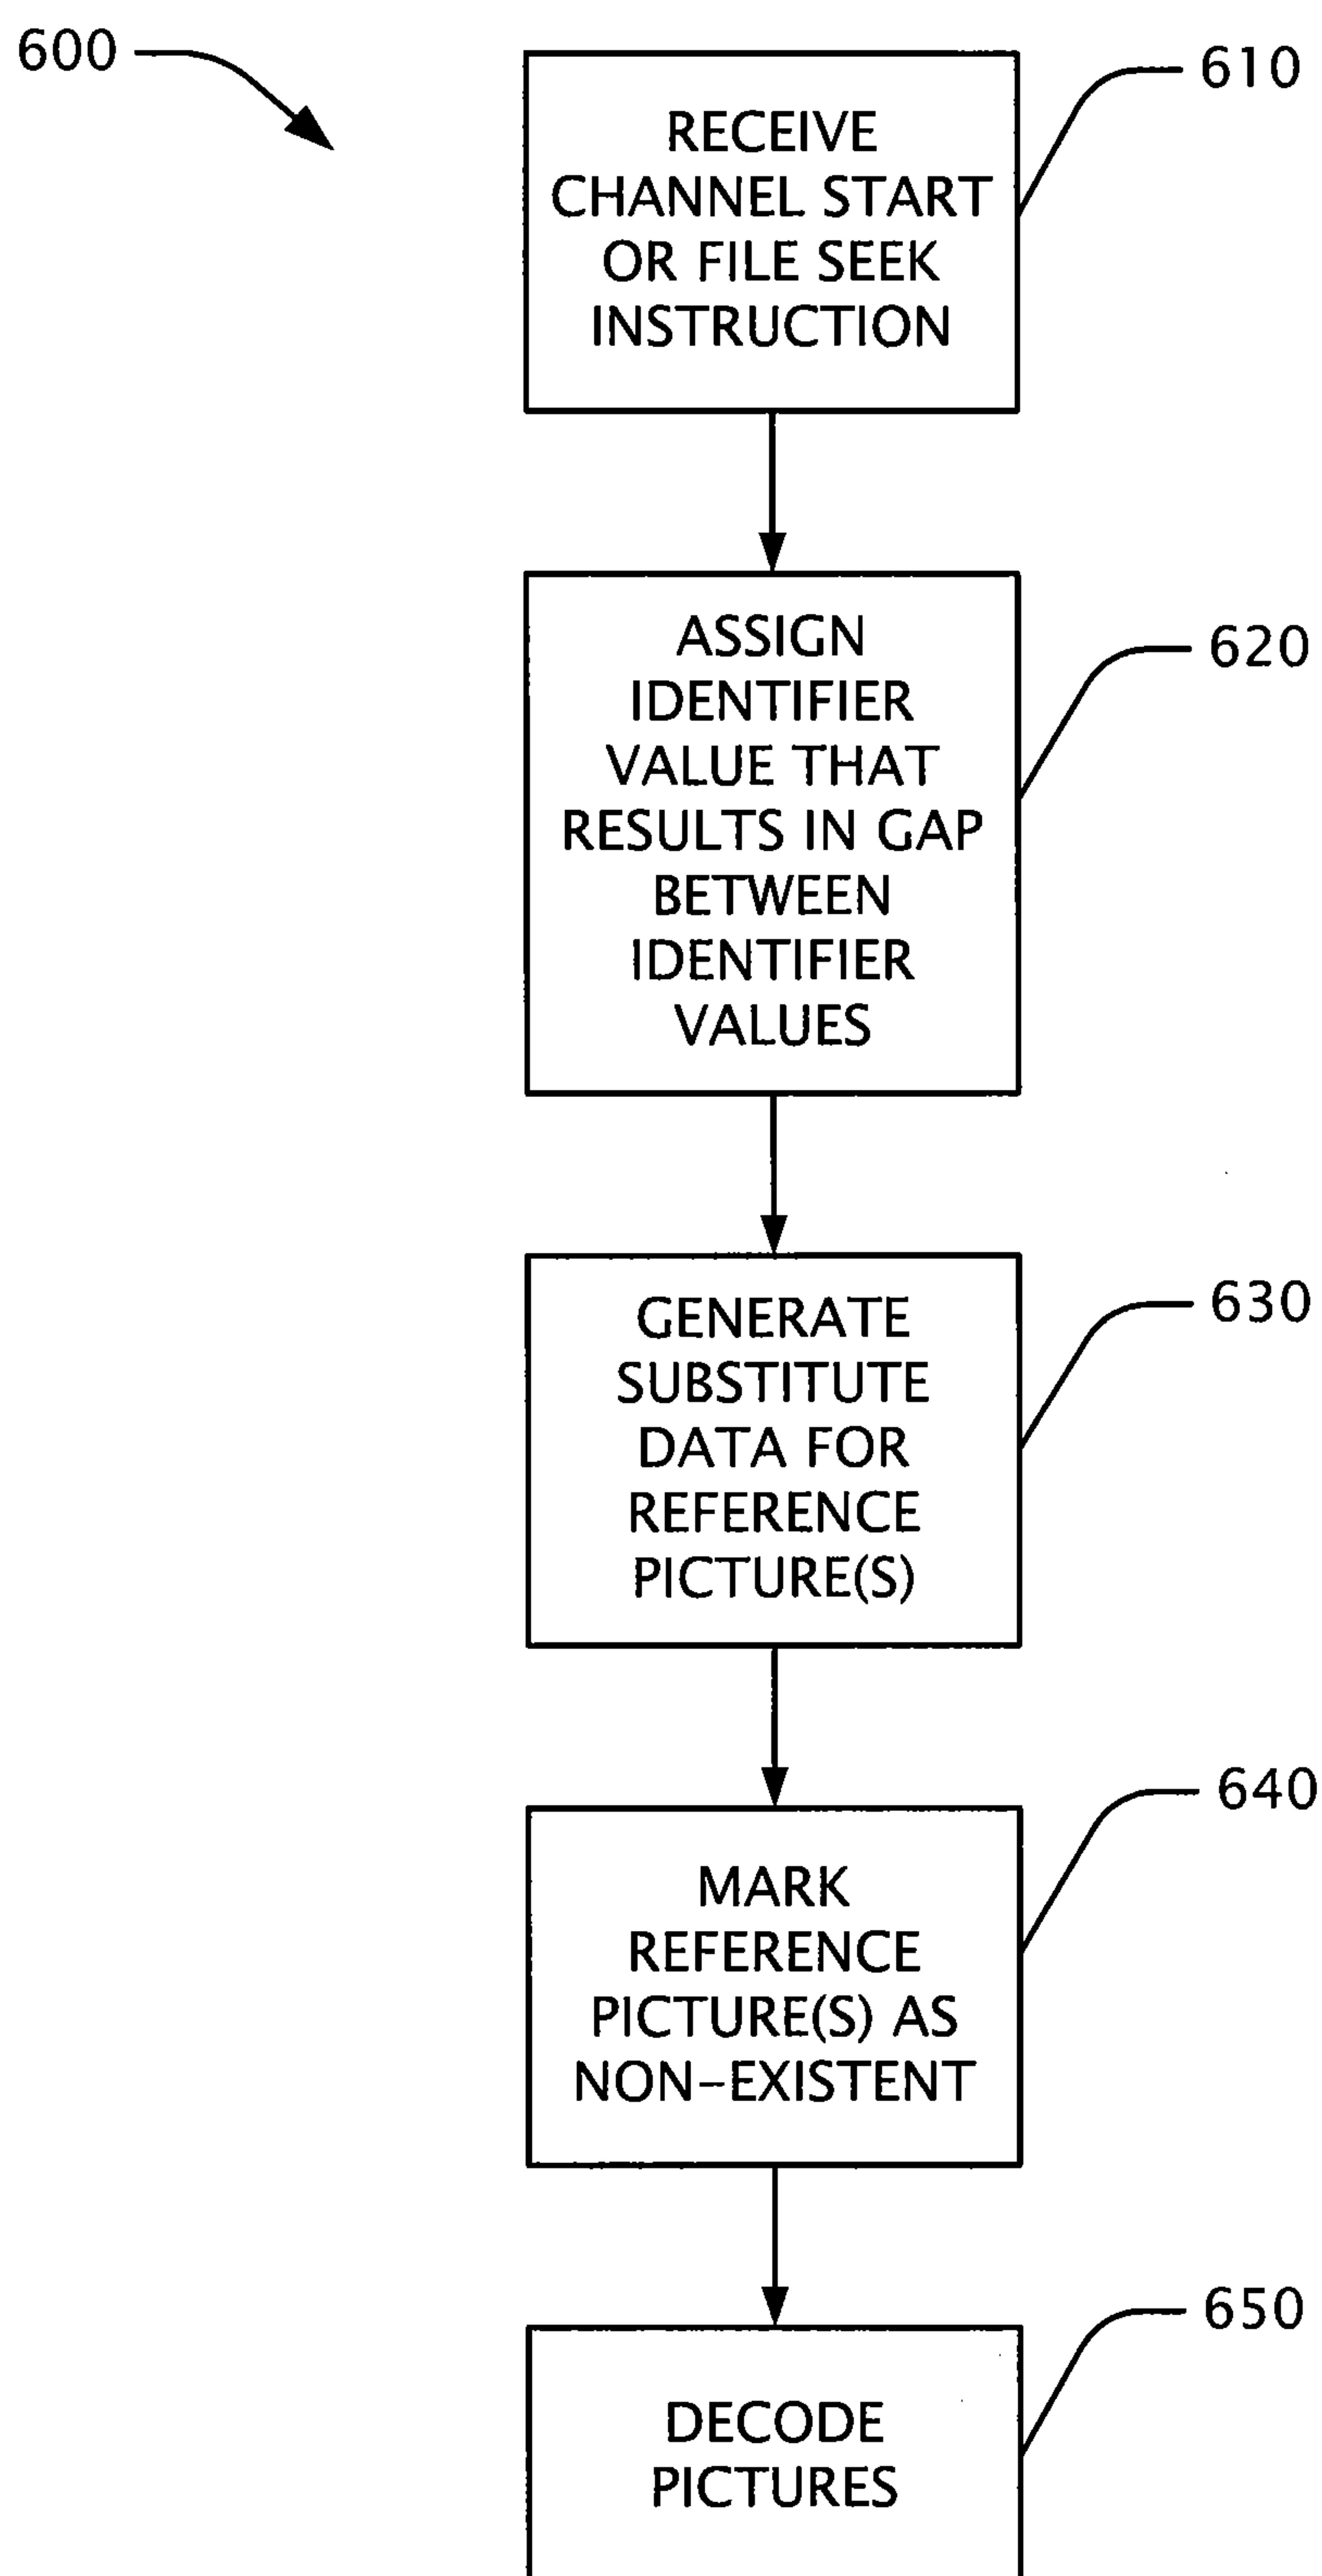 600
610
RECEIVE
CHANNEL START
OR FILE SEEK
INSTRUCTION
620
ASSIGN
IDENTIFIER
VALUE THAT
RESULTS IN GAP
BETWEEN
IDENTIFIER
VALUES
630
GENERATE
SUBSTITUTE
DATA FOR
REFERENCE
PICTURE(S)
640
MARK
REFERENCE
PICTURE(S) AS
NON-EXISTENT
650
DECODE
PICTURES